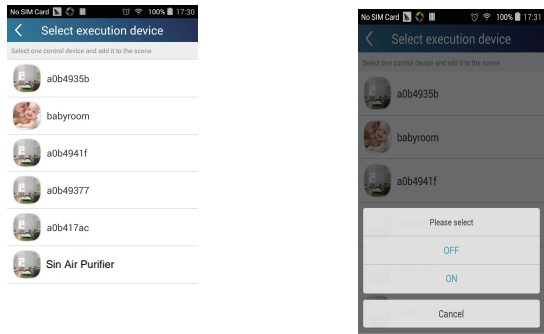 No SIM Card 100% 17:30
Select execution device
Select one control device and add it to the scene
a0b4935b
babyroom
a0b4941f
a0b49377
a0b417ac
Sin Air Purifier
No SIM Card 100% 17:31
Select execution device
Select one control device and add it to the scene
a0b4935b
babyroom
a0b4941f
Please select
OFF
ON
Cancel